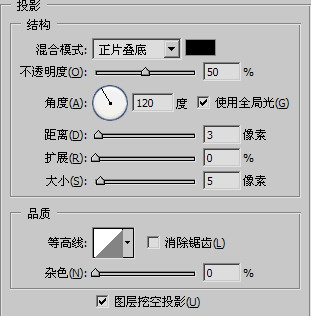 投影
结构
混合模式: 正片叠底
不透明度(O): 50 %
角度(A): 120 度 使用全局光(G)
距离(D): 3 像素
扩展(R): 0 %
大小(S): 5 像素
品质
等高线: 消除锯齿(L)
杂色(N): 0 %
图层挖空投影(U)